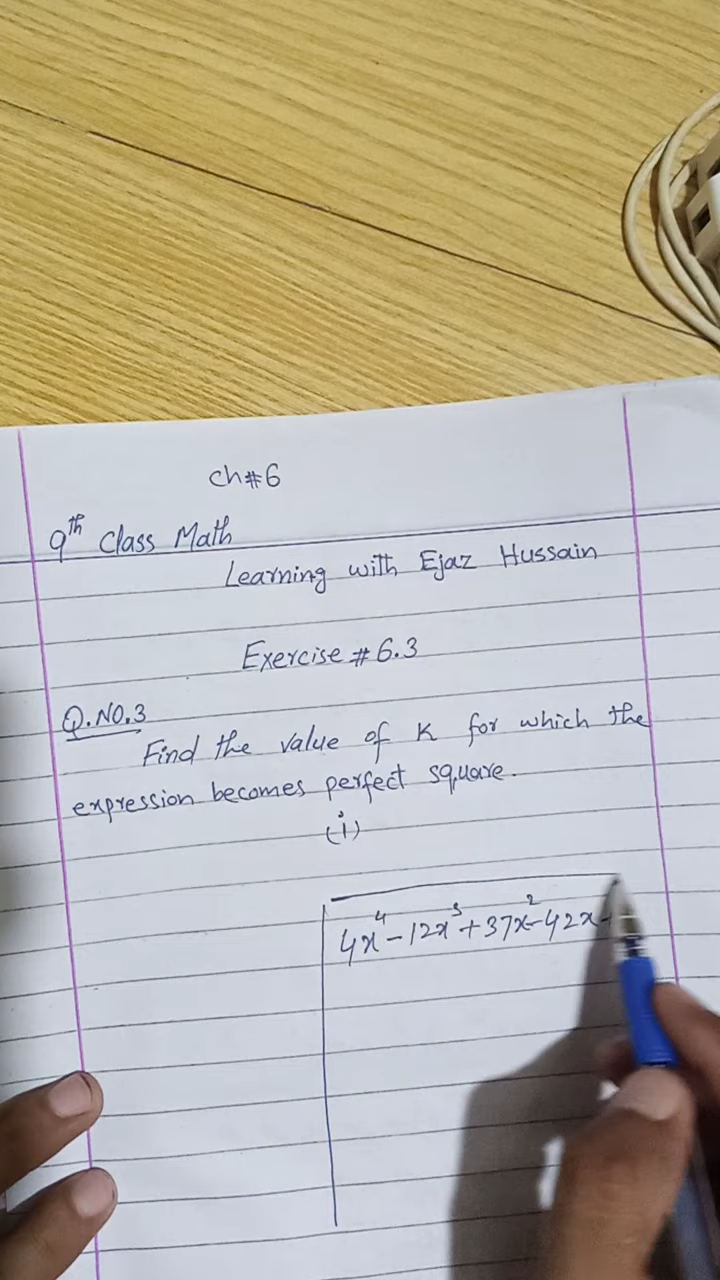 Ch#6
9th Class Math
Learning with Ejaz Hussain
Exercise # 6.3
Q.NO.3
Find the value of K for which the
expression becomes perfect square.
(i)
4x⁴-12x³+37x²-42x